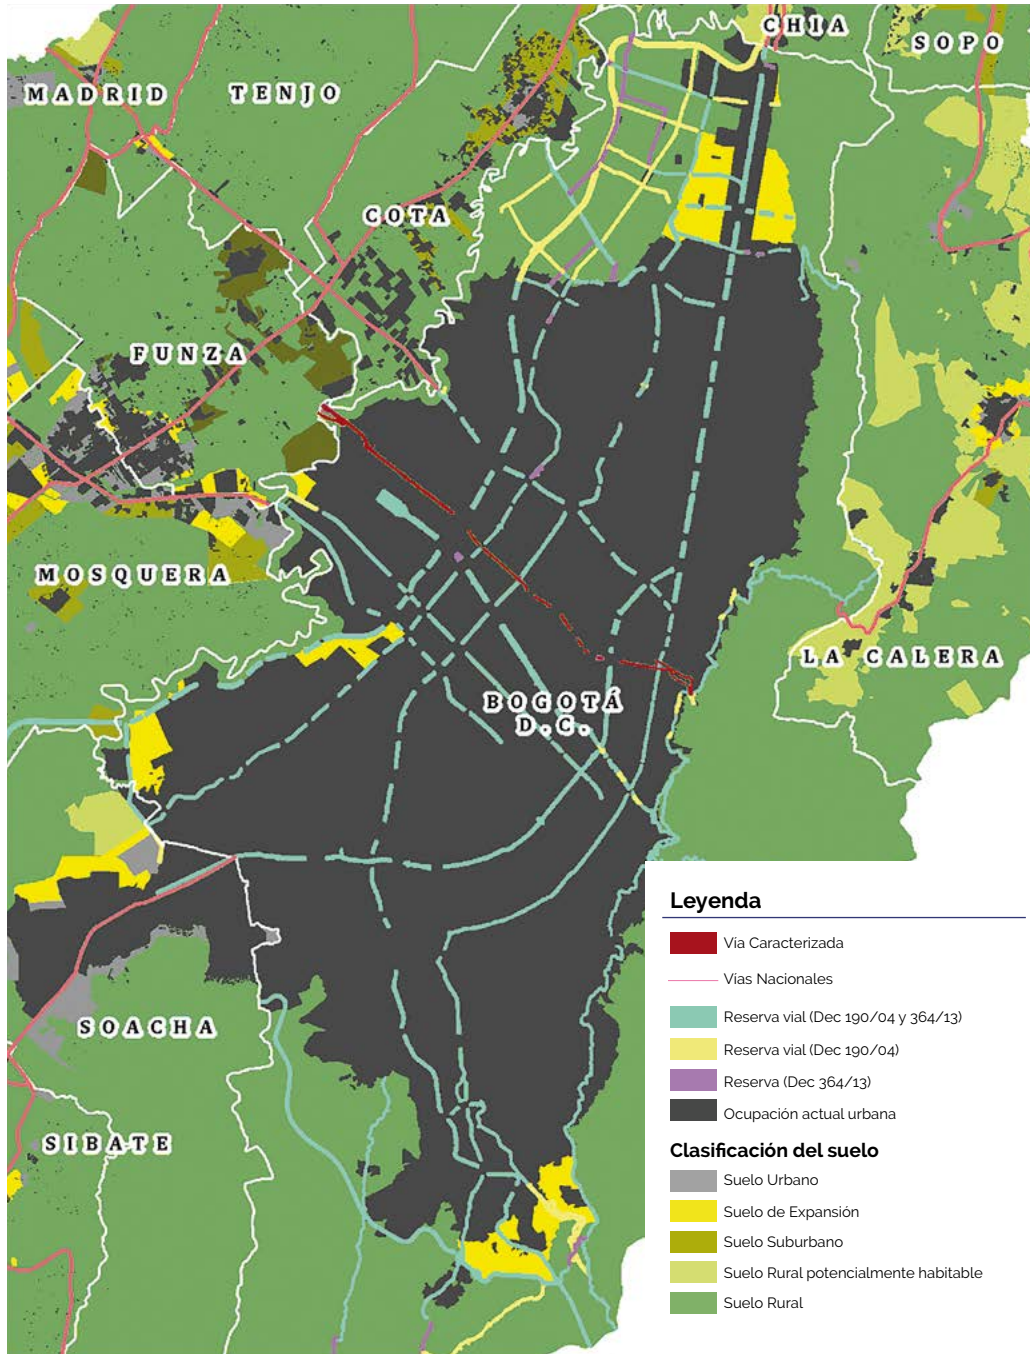 CHIA
SOPO
MADRID
TENJO
COTA
FUNZA
MOSQUERA
LA CALERA
BOGOTÁ
D.C.
SOACHA
SIBATE
Leyenda
Vía Caracterizada
Vías Nacionales
Reserva vial (Dec 190/04 y 364/13)
Reserva vial (Dec 190/04)
Reserva (Dec 364/13)
Ocupación actual urbana
Clasificación del suelo
Suelo Urbano
Suelo de Expansión
Suelo Suburbano
Suelo Rural potencialmente habitable
Suelo Rural